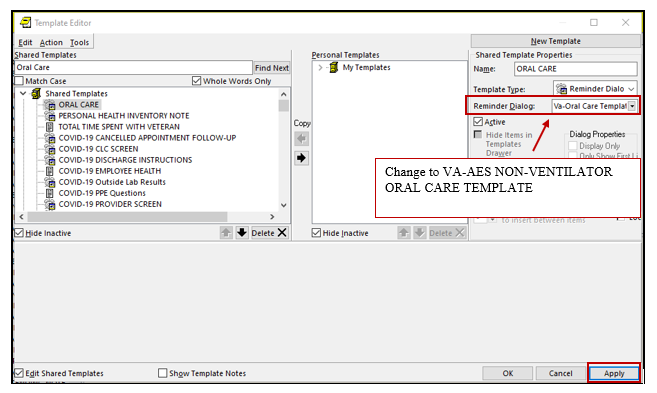 Template Editor
Edit Action Tools
New Template
Shared Templates
Oral Care
Find Next
Match Case
Whole Words Only
Shared Templates
ORAL CARE
PERSONAL HEALTH INVENTORY NOTE
TOTAL TIME SPENT WITH VETERAN
COVID-19 CANCELLED APPOINTMENT FOLLOW-UP
COVID-19 CLC SCREEN
COVID-19 DISCHARGE INSTRUCTIONS
COVID-19 EMPLOYEE HEALTH
COVID-19 Outside Lab Results
COVID-19 PPE Questions
COVID-19 PROVIDER SCREEN
Hide Inactive
Delete
Copy
Personal Templates
My Templates
Hide Inactive
Delete
Shared Template Properties
Name: ORAL CARE
Template Type: Reminder Dialo
Reminder Dialog: Va-Oral Care Templat
Active
Hide Items in
Templates
Drawer
Dialog Properties
Display Only
Only Show First Li
Change to VA-AES NON-VENTILATOR
ORAL CARE TEMPLATE
to insert between items
Edit Shared Templates
Show Template Notes
OK
Cancel
Apply